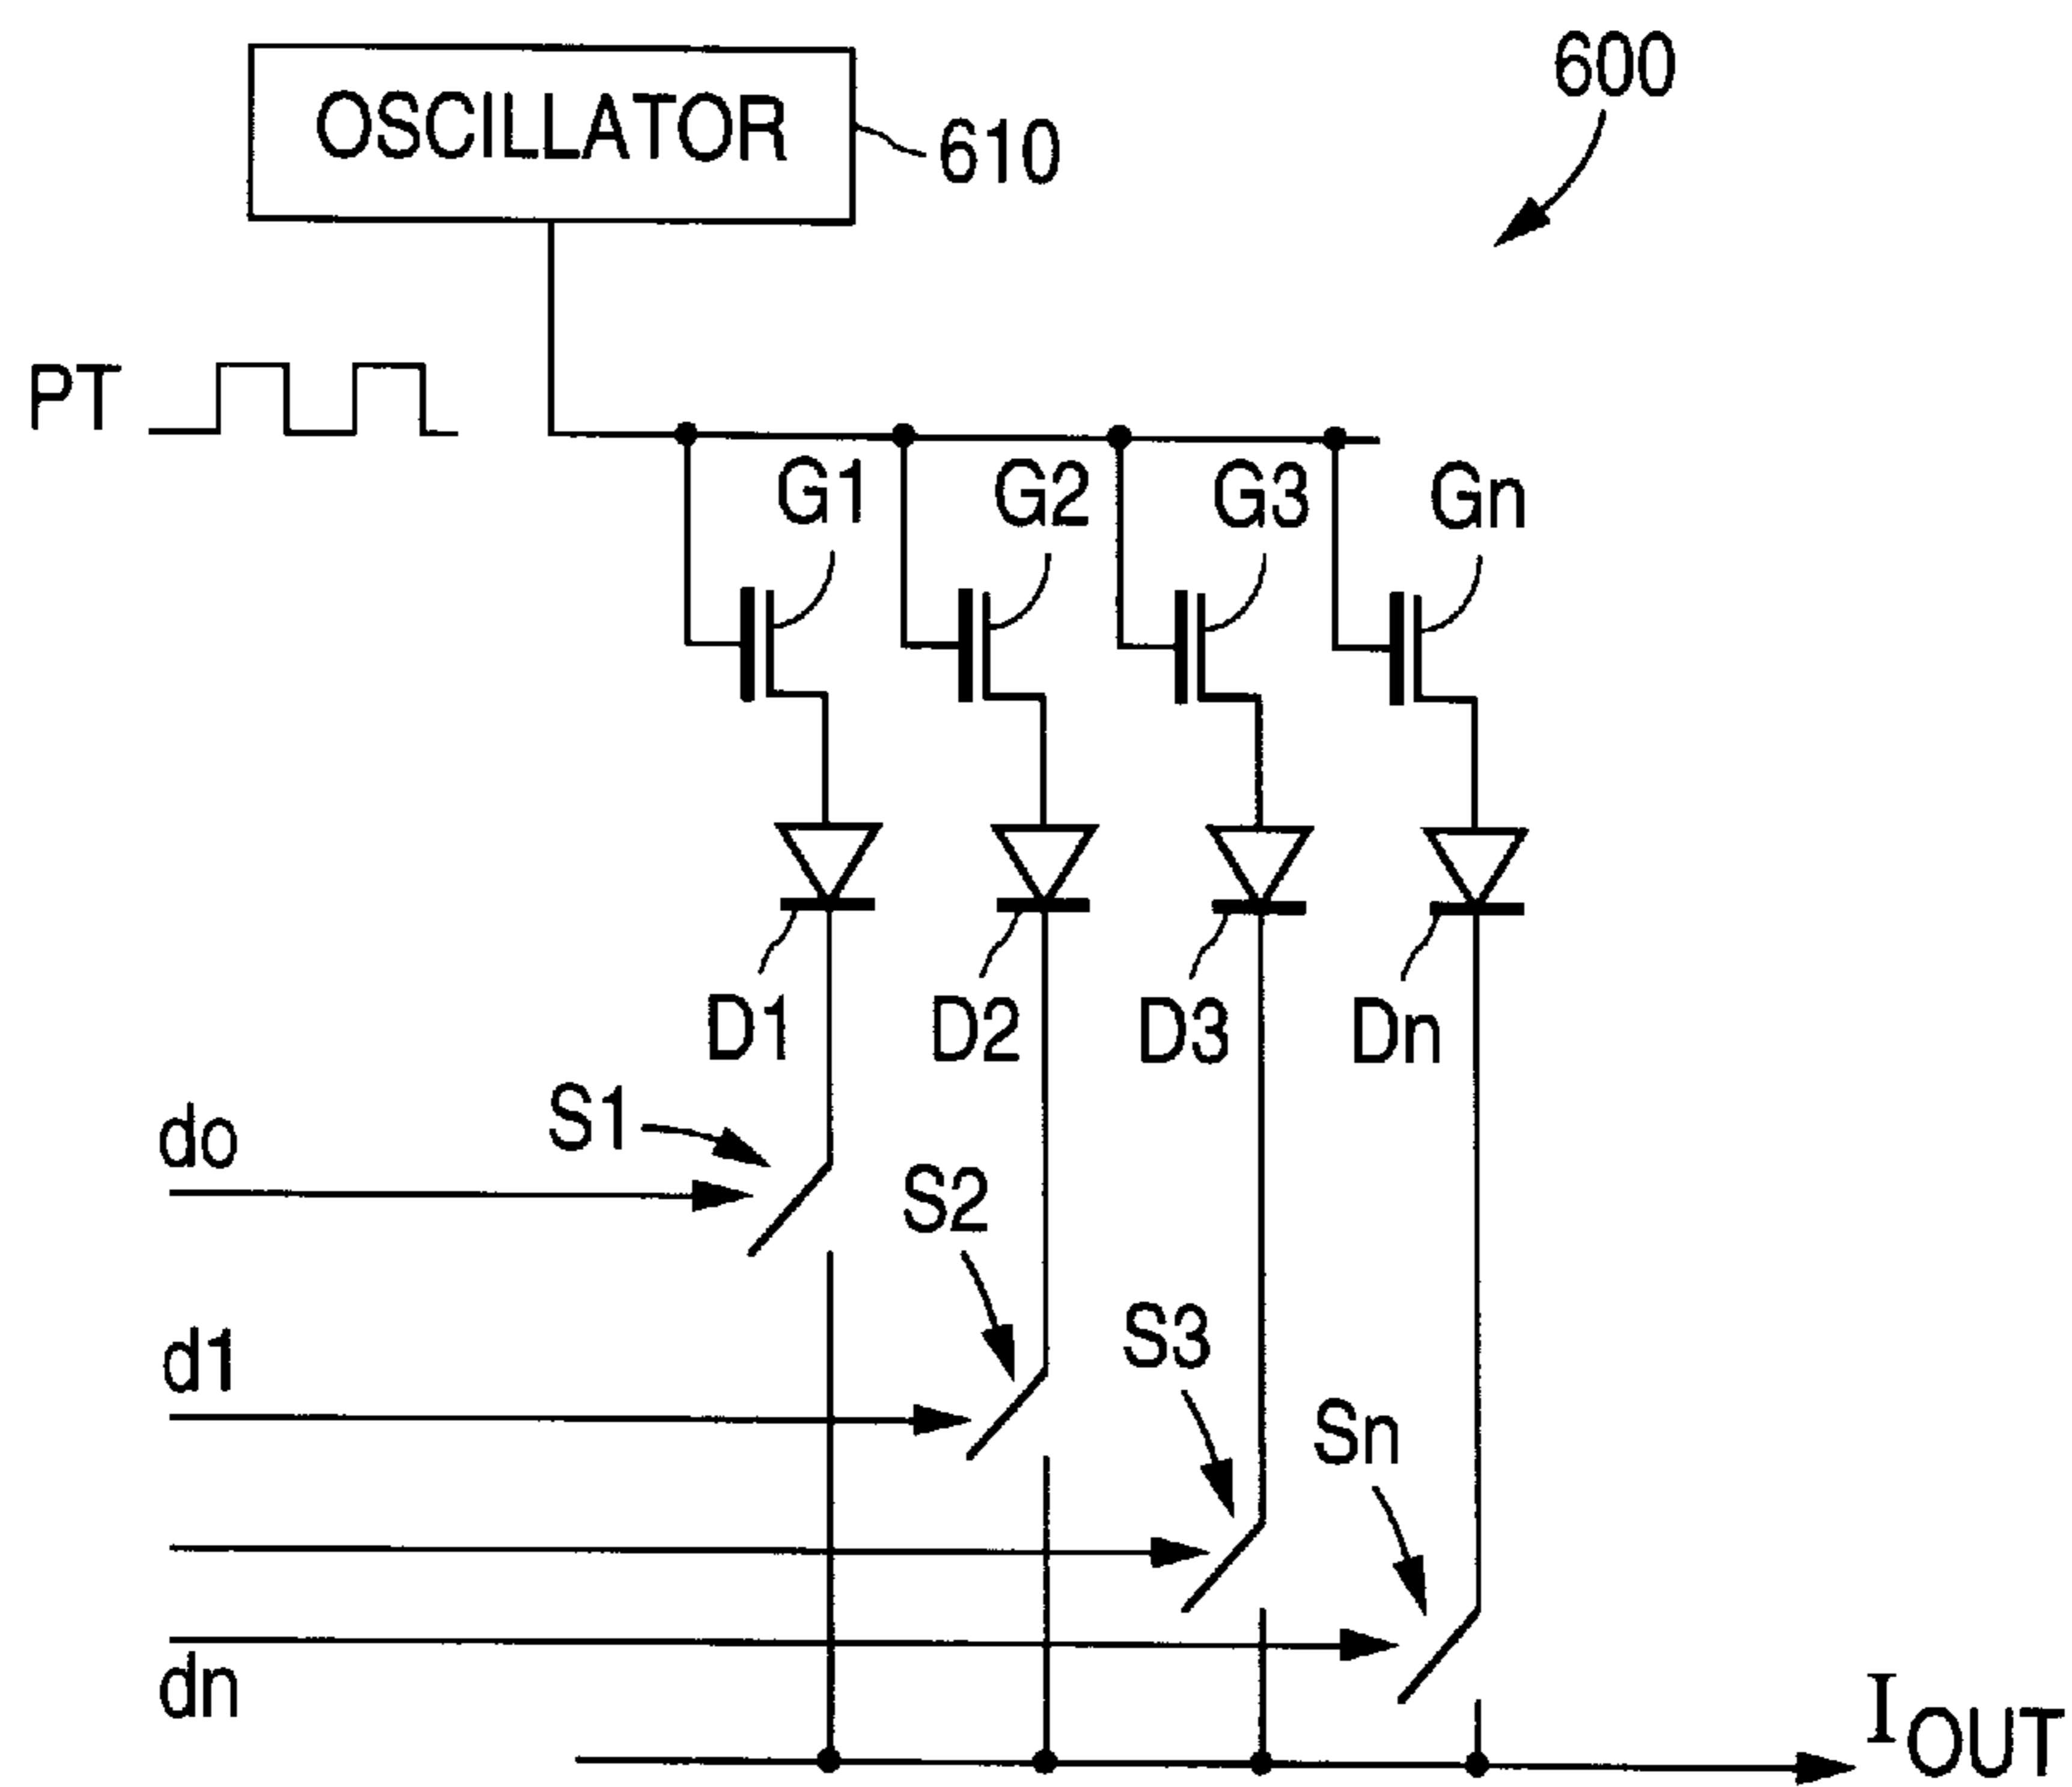 600
OSCILLATOR
610
PT
G1 G2 G3 Gn
D1 D2 D3 Dn
do
S1
S2
d1
S3
Sn
dn
IOUT